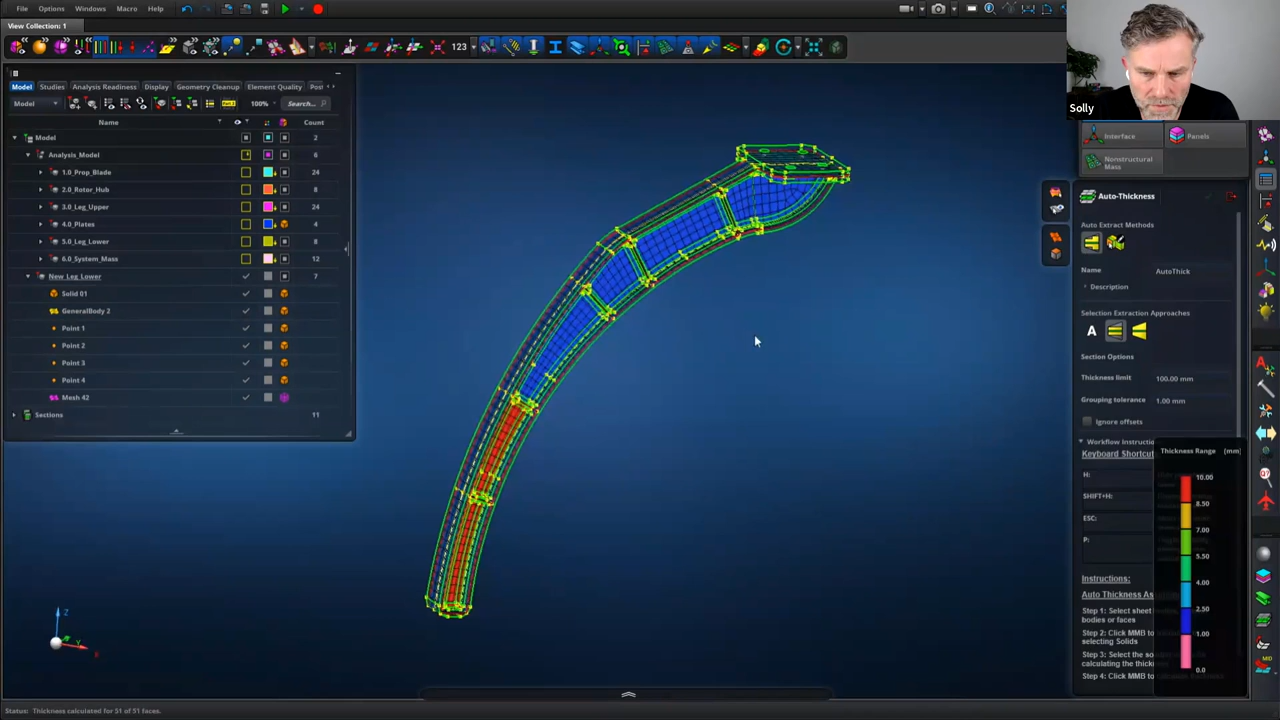 File Options Windows Macro Help
View Collection: 1
123
Solly
Model Studies Analysis Readiness Display Geometry Cleanup Element Quality Post
Model 100% Search...
Name Count
Model 2
Analysis_Model 6
1.0_Prop_Blade 24
2.0_Rotor_Hub 8
3.0_Leg_Upper 24
4.0_Plates 4
5.0_Leg_Lower 8
6.0_System_Mass 12
New_Leg_Lower 7
Solid 01
GeneralBody 2
Point 1
Point 2
Point 3
Point 4
Mesh 42
Sections 11
Z
Y
X
Interface Panels
Nonstructural
Mass
Auto-Thickness
Auto Extract Methods
Name AutoThick
Description
Selection Extraction Approaches
A
Section Options
Thickness limit 100.00 mm
Grouping tolerance 1.00 mm
Ignore offsets
Workflow Instruc
Keyboard Shortcu
H:
SHIFT+H:
ESC:
P:
Instructions:
Auto Thickness As
Step 1: Select sheet
bodies or faces
Step 2: Click MMB to
selecting Solids
Step 3: Select the so
calculating the thick
Step 4: Click MMB to
Thickness Range [mm]
10.00
8.50
7.00
5.50
4.00
2.50
1.00
0.0
MID
Status: Thickness calculated for 51 of 51 faces.